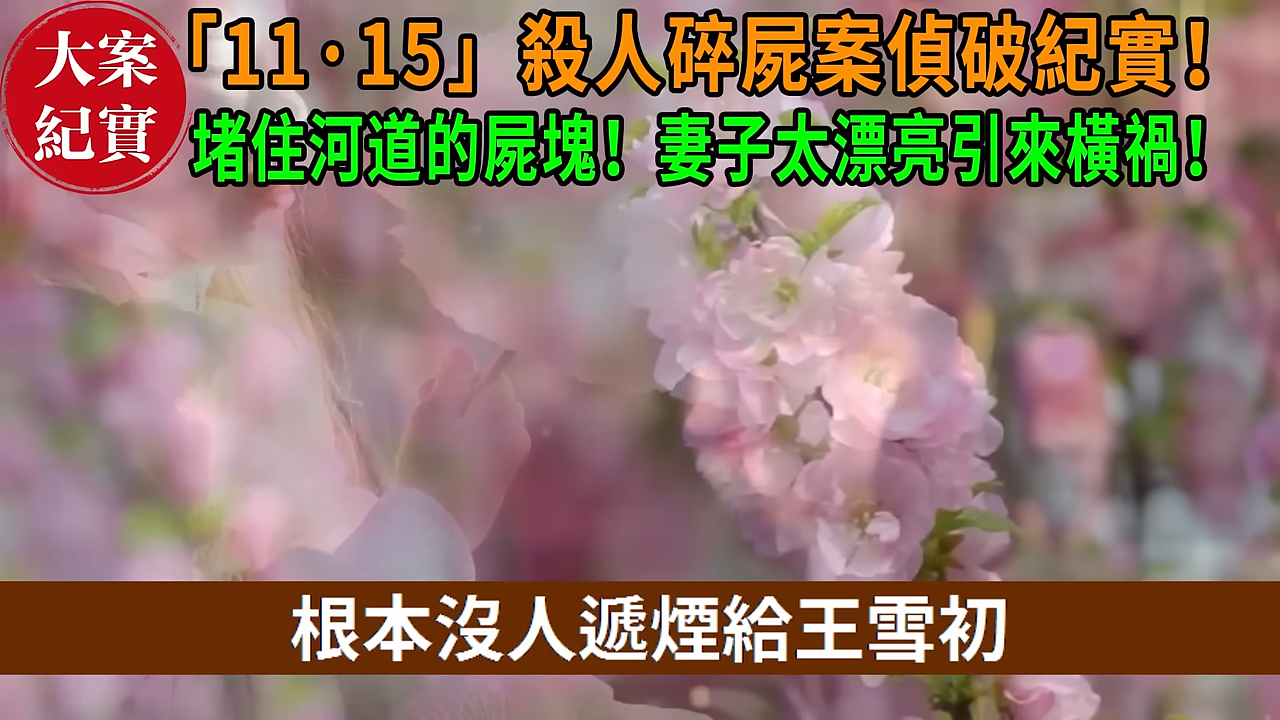 大案
紀實
「11·15」殺人碎屍案偵破紀實!
堵住河道的屍塊!妻子太漂亮引來橫禍!
根本沒人遞煙給王雪初